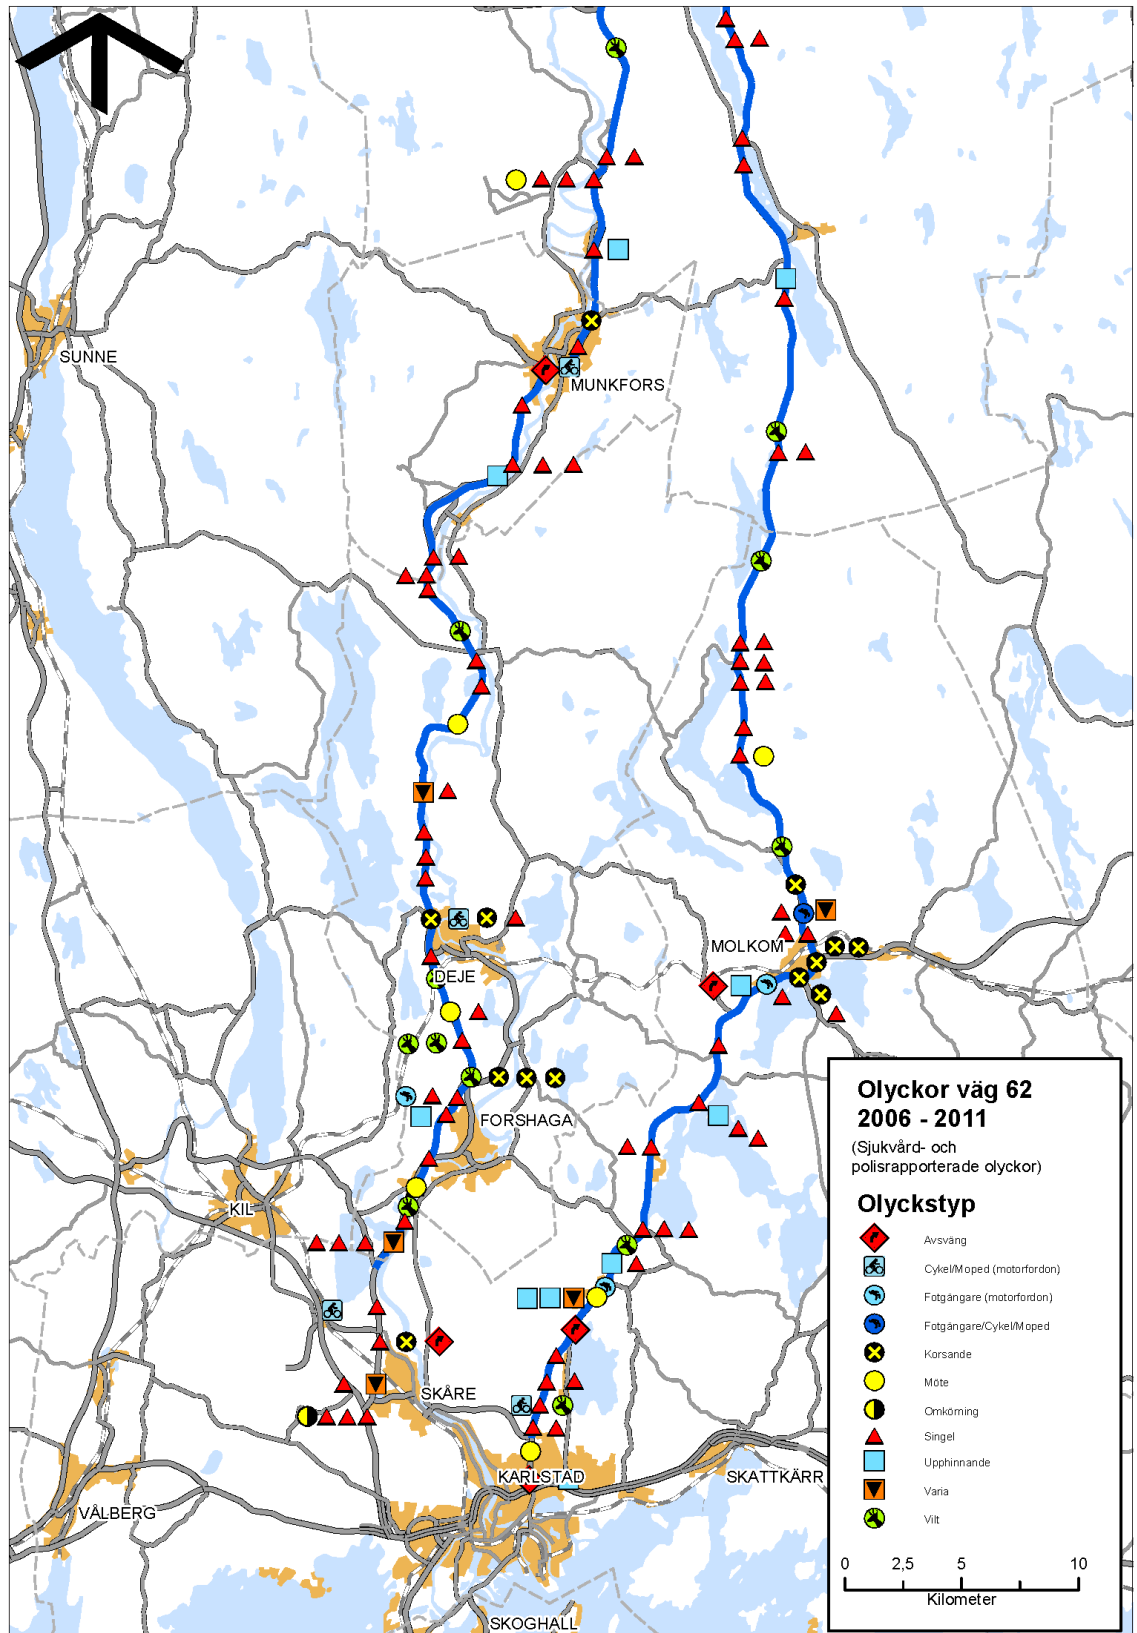 SUNNE
MUNKFORS
MOLKOM
DEJE
FORSHAGA
KIL
SKÅRE
KARLSTAD
SKATTKÄRR
VÅLBERG
SKOGHALL
Olyckor väg 62
2006 - 2011
(Sjukvård- och
polisrapporterade olyckor)
Olyckstyp
Avsväng
Cykel/Moped (motorfordon)
Fotgängare (motorfordon)
Fotgängare/Cykel/Moped
Korsande
Möte
Omkörning
Singel
Upphinnande
Varia
Vilt
0 2,5 5 10
Kilometer